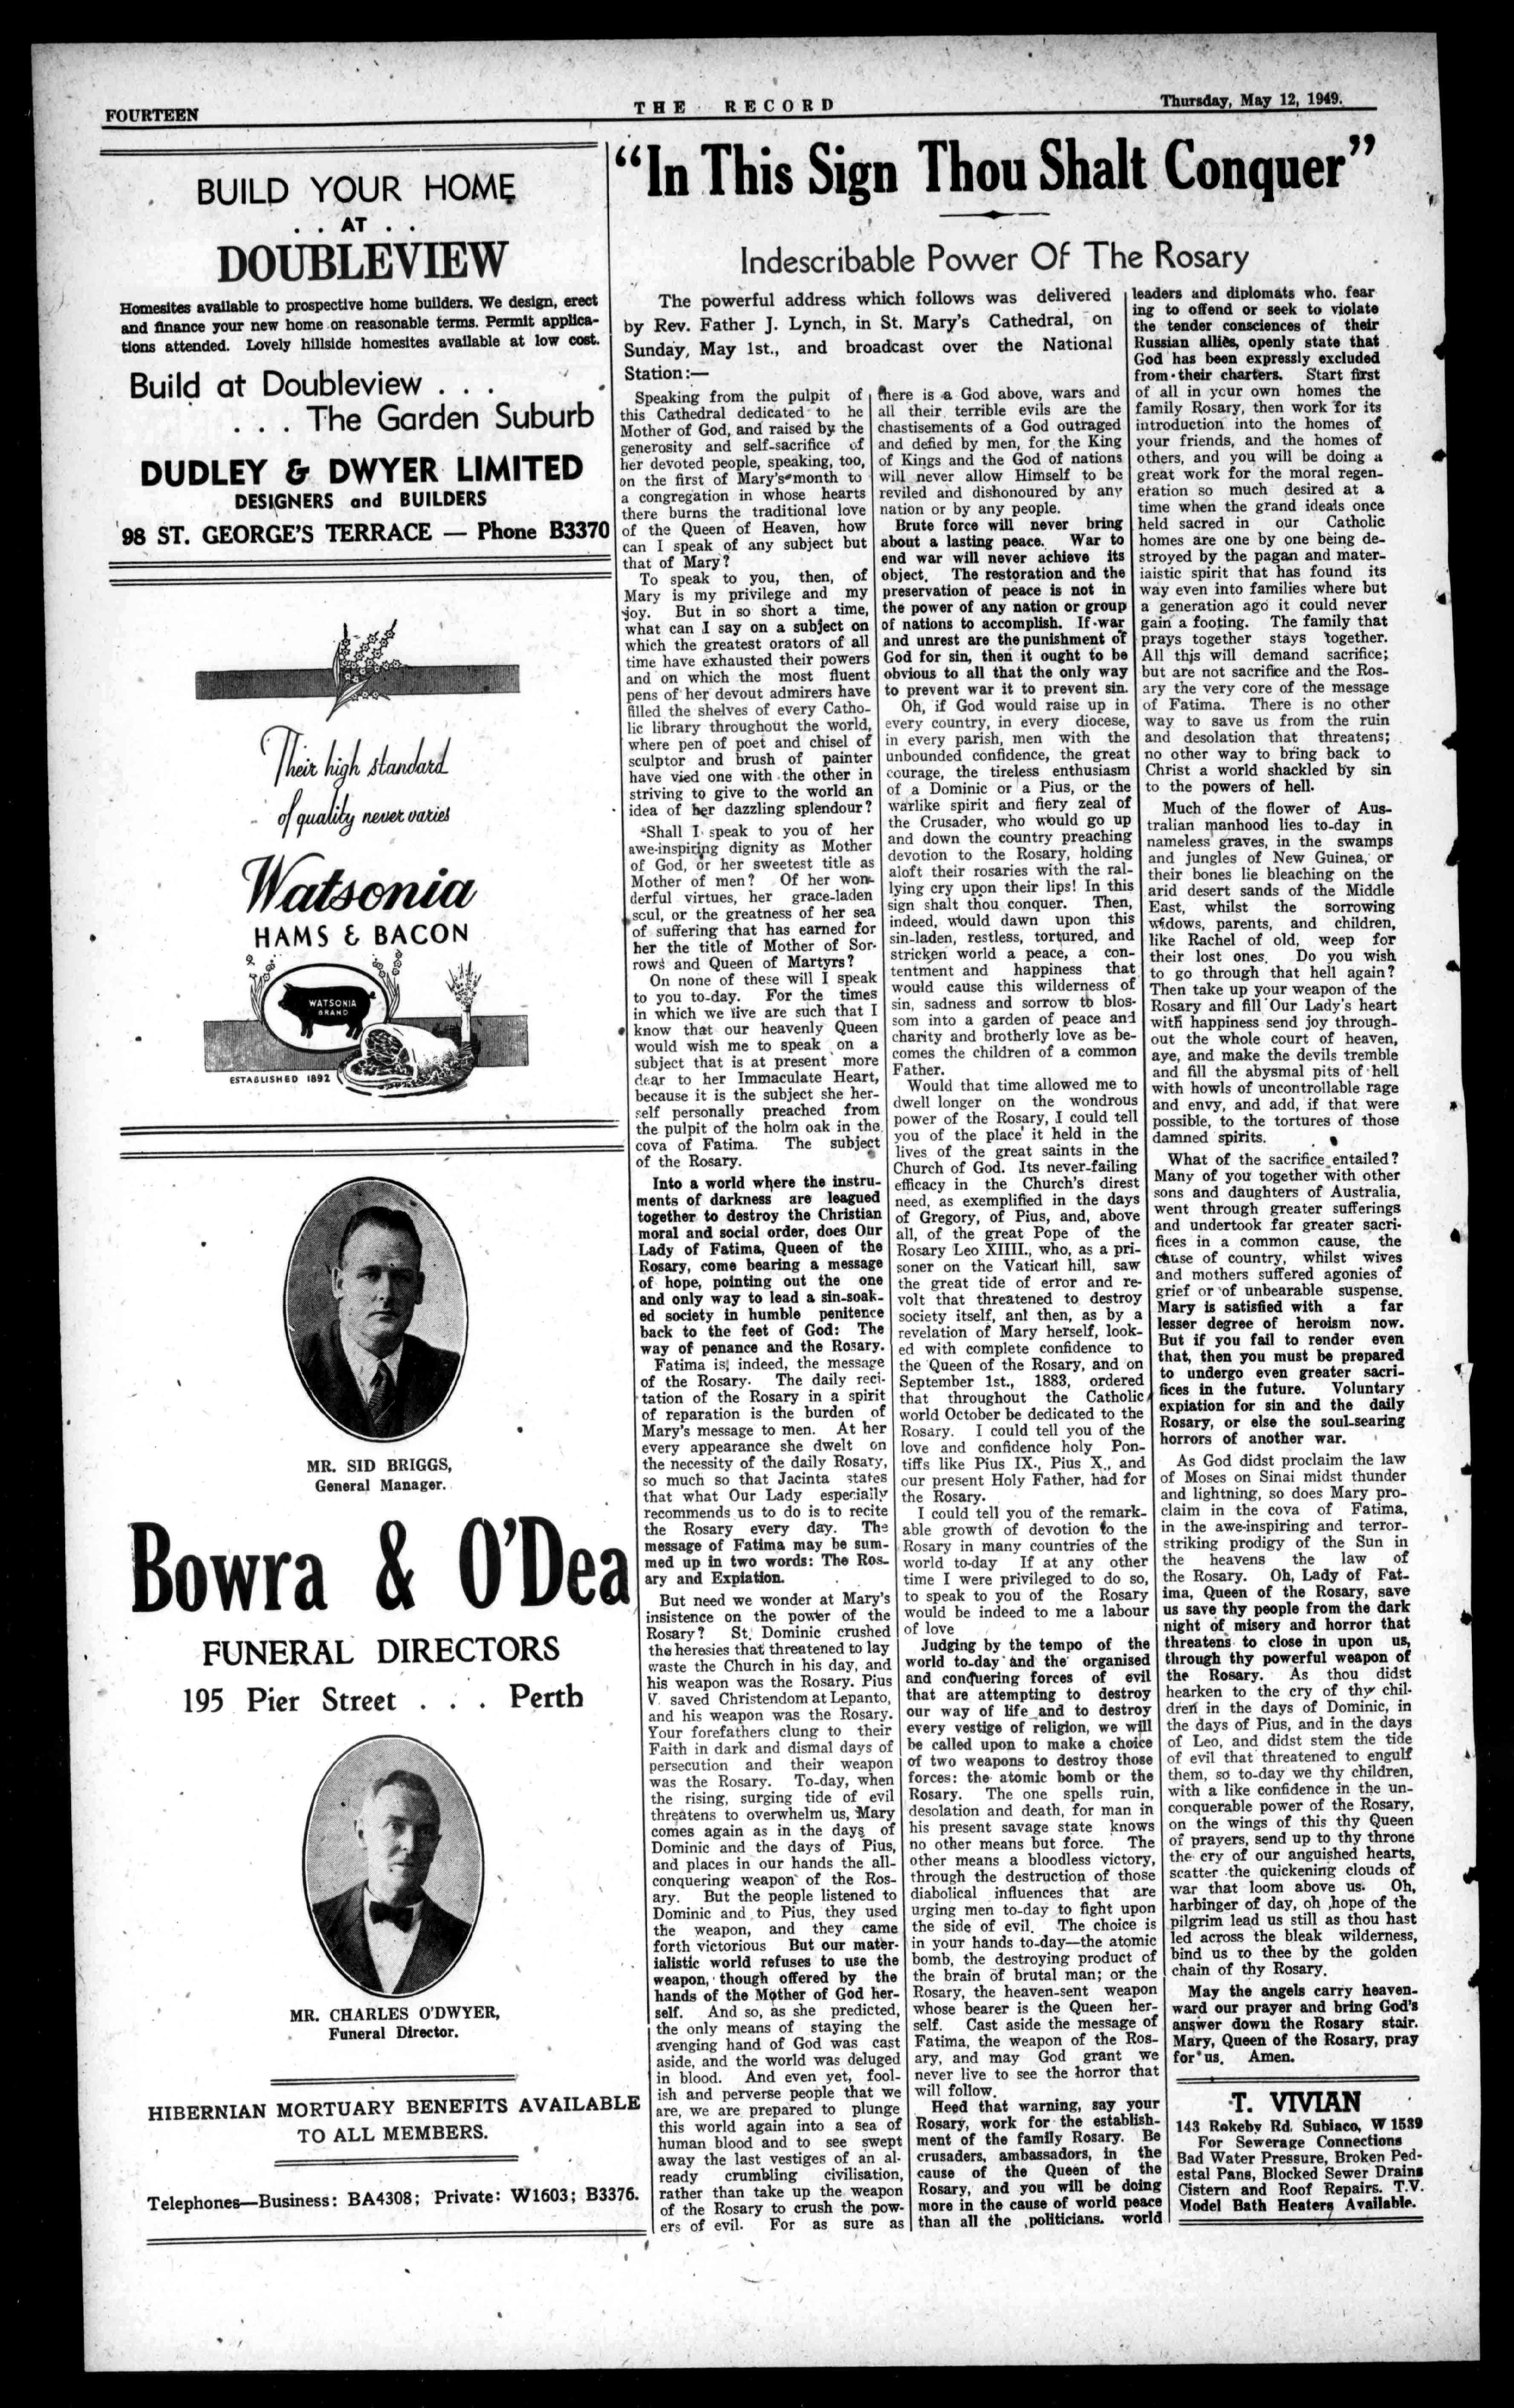 FOURTEEN
THE RECORD
Thursday, May 12, 1949.
BUILD YOUR HOME
. . AT . .
DOUBLEVIEW
Homesites available to prospective home builders. We design, erect
and finance your new home on reasonable terms. Permit applica-
tions attended. Lovely hillside homesites available at low cost.
Build at Doubleview . . .
. . . The Garden Suburb
DUDLEY & DWYER LIMITED
DESIGNERS and BUILDERS
98 ST. GEORGE'S TERRACE — Phone B3370
Their high standard
of quality never varies
Watsonia
HAMS & BACON
WATSONIA
BRAND
ESTABLISHED 1892
MR. SID BRIGGS,
General Manager.
Bowra & O'Dea
FUNERAL DIRECTORS
195 Pier Street . . . Perth
MR. CHARLES O'DWYER,
Funeral Director.
HIBERNIAN MORTUARY BENEFITS AVAILABLE
TO ALL MEMBERS.
Telephones—Business: BA4308; Private: W1603; B3376.
"In This Sign Thou Shalt Conquer"
Indescribable Power Of The Rosary
The powerful address which follows was delivered
by Rev. Father J. Lynch, in St. Mary's Cathedral, on
Sunday, May 1st., and broadcast over the National
Station:—
Speaking from the pulpit of
this Cathedral dedicated to he
Mother of God, and raised by the
generosity and self-sacrifice of
her devoted people, speaking, too,
on the first of Mary's month to
a congregation in whose hearts
there burns the traditional love
of the Queen of Heaven, how
can I speak of any subject but
that of Mary?
To speak to you, then, of
Mary is my privilege and my
joy. But in so short a time,
what can I say on a subject on
which the greatest orators of all
time have exhausted their powers
and on which the most fluent
pens of her devout admirers have
filled the shelves of every Catho-
lic library throughout the world,
where pen of poet and chisel of
sculptor and brush of painter
have vied one with the other in
striving to give to the world an
idea of her dazzling splendour?
Shall I speak to you of her
awe-inspiring dignity as Mother
of God, or her sweetest title as
Mother of men? Of her won-
derful virtues, her grace-laden
scul, or the greatness of her sea
of suffering that has earned for
her the title of Mother of Sor-
rows and Queen of Martyrs?
On none of these will I speak
to you to-day. For the times
in which we live are such that I
know that our heavenly Queen
would wish me to speak on a
subject that is at present more
dear to her Immaculate Heart,
because it is the subject she her-
self personally preached from
the pulpit of the holm oak in the
cova of Fatima. The subject
of the Rosary.
Into a world where the instru-
ments of darkness are leagued
together to destroy the Christian
moral and social order, does Our
Lady of Fatima, Queen of the
Rosary, come bearing a message
of hope, pointing out the one
and only way to lead a sin-soak-
ed society in humble penitence
back to the feet of God: The
way of penance and the Rosary.
Fatima is, indeed, the message
of the Rosary. The daily reci-
tation of the Rosary in a spirit
of reparation is the burden of
Mary's message to men. At her
every appearance she dwelt on
the necessity of the daily Rosary,
so much so that Jacinta states
that what Our Lady especially
recommends us to do is to recite
the Rosary every day. The
message of Fatima may be sum-
med up in two words: The Ros-
ary and Expiation.
But need we wonder at Mary's
insistence on the power of the
Rosary? St. Dominic crushed
the heresies that threatened to lay
waste the Church in his day, and
his weapon was the Rosary. Pius
V. saved Christendom at Lepanto,
and his weapon was the Rosary.
Your forefathers clung to their
Faith in dark and dismal days of
persecution and their weapon
was the Rosary. To-day, when
the rising, surging tide of evil
threatens to overwhelm us, Mary
comes again as in the days of
Dominic and the days of Pius,
and places in our hands the all-
conquering weapon of the Ros-
ary. But the people listened to
Dominic and to Pius, they used
the weapon, and they came
forth victorious But our mater-
ialistic world refuses to use the
weapon, though offered by the
hands of the Mother of God her-
self. And so, as she predicted,
the only means of staying the
avenging hand of God was cast
aside, and the world was deluged
in blood. And even yet, fool-
ish and perverse people that we
are, we are prepared to plunge
this world again into a sea of
human blood and to see swept
away the last vestiges of an al-
ready crumbling civilisation,
rather than take up the weapon
of the Rosary to crush the pow-
ers of evil. For as sure as
there is a God above, wars and
all their terrible evils are the
chastisements of a God outraged
and defied by men, for the King
of Kings and the God of nations
will never allow Himself to be
reviled and dishonoured by any
nation or by any people.
Brute force will never bring
about a lasting peace. War to
end war will never achieve its
object. The restoration and the
preservation of peace is not in
the power of any nation or group
of nations to accomplish. If war
and unrest are the punishment of
God for sin, then it ought to be
obvious to all that the only way
to prevent war it to prevent sin.
Oh, if God would raise up in
every country, in every diocese,
in every parish, men with the
unbounded confidence, the great
courage, the tireless enthusiasm
of a Dominic or a Pius, or the
warlike spirit and fiery zeal of
the Crusader, who would go up
and down the country preaching
devotion to the Rosary, holding
aloft their rosaries with the ral-
lying cry upon their lips! In this
sign shalt thou conquer. Then,
indeed, would dawn upon this
sin-laden, restless, tortured, and
stricken world a peace, a con-
tentment and happiness that
would cause this wilderness of
sin, sadness and sorrow to blos-
som into a garden of peace and
charity and brotherly love as be-
comes the children of a common
Father.
Would that time allowed me to
dwell longer on the wondrous
power of the Rosary, I could tell
you of the place it held in the
lives of the great saints in the
Church of God. Its never-failing
efficacy in the Church's direst
need, as exemplified in the days
of Gregory, of Pius, and, above
all, of the great Pope of the
Rosary Leo XIIII., who, as a pri-
soner on the Vatican hill, saw
the great tide of error and re-
volt that threatened to destroy
society itself, anl then, as by a
revelation of Mary herself, look-
ed with complete confidence to
the Queen of the Rosary, and on
September 1st., 1883, ordered
that throughout the Catholic
world October be dedicated to the
Rosary. I could tell you of the
love and confidence holy Pon-
tiffs like Pius IX., Pius X., and
our present Holy Father, had for
the Rosary.
I could tell you of the remark-
able growth of devotion to the
Rosary in many countries of the
world to-day If at any other
time I were privileged to do so,
to speak to you of the Rosary
would be indeed to me a labour
of love
Judging by the tempo of the
world to-day and the organised
and conquering forces of evil
that are attempting to destroy
our way of life and to destroy
every vestige of religion, we will
be called upon to make a choice
of two weapons to destroy those
forces: the atomic bomb or the
Rosary. The one spells ruin,
desolation and death, for man in
his present savage state knows
no other means but force. The
other means a bloodless victory,
through the destruction of those
diabolical influences that are
urging men to-day to fight upon
the side of evil. The choice is
in your hands to-day—the atomic
bomb, the destroying product of
the brain of brutal man; or the
Rosary, the heaven-sent weapon
whose bearer is the Queen her-
self. Cast aside the message of
Fatima, the weapon of the Ros-
ary, and may God grant we
never live to see the horror that
will follow.
Heed that warning, say your
Rosary, work for the establish-
ment of the family Rosary. Be
crusaders, ambassadors, in the
cause of the Queen of the
Rosary, and you will be doing
more in the cause of world peace
than all the politicians. world
leaders and diplomats who. fear
ing to offend or seek to violate
the tender consciences of their
Russian allies, openly state that
God has been expressly excluded
from their charters. Start first
of all in your own homes the
family Rosary, then work for its
introduction into the homes of
your friends, and the homes of
others, and you will be doing a
great work for the moral regen-
eration so much desired at a
time when the grand ideals once
held sacred in our Catholic
homes are one by one being de-
stroyed by the pagan and mater-
iaistic spirit that has found its
way even into families where but
a generation ago it could never
gain a footing. The family that
prays together stays together.
All this will demand sacrifice;
but are not sacrifice and the Ros-
ary the very core of the message
of Fatima. There is no other
way to save us from the ruin
and desolation that threatens;
no other way to bring back to
Christ a world shackled by sin
to the powers of hell.
Much of the flower of Aus-
tralian manhood lies to-day in
nameless graves, in the swamps
and jungles of New Guinea, or
their bones lie bleaching on the
arid desert sands of the Middle
East, whilst the sorrowing
widows, parents, and children,
like Rachel of old, weep for
their lost ones. Do you wish
to go through that hell again?
Then take up your weapon of the
Rosary and fill Our Lady's heart
with happiness send joy through-
out the whole court of heaven,
aye, and make the devils tremble
and fill the abysmal pits of hell
with howls of uncontrollable rage
and envy, and add, if that were
possible, to the tortures of those
damned spirits.
What of the sacrifice entailed?
Many of you together with other
sons and daughters of Australia,
went through greater sufferings
and undertook far greater sacri-
fices in a common cause, the
cause of country, whilst wives
and mothers suffered agonies of
grief or of unbearable suspense.
Mary is satisfied with a far
lesser degree of heroism now.
But if you fail to render even
that, then you must be prepared
to undergo even greater sacri-
fices in the future. Voluntary
expiation for sin and the daily
Rosary, or else the soul-searing
horrors of another war.
As God didst proclaim the law
of Moses on Sinai midst thunder
and lightning, so does Mary pro-
claim in the cova of Fatima,
in the awe-inspiring and terror-
striking prodigy of the Sun in
the heavens the law of
the Rosary. Oh, Lady of Fat-
ima, Queen of the Rosary, save
us save thy people from the dark
night of misery and horror that
threatens to close in upon us,
through thy powerful weapon of
the Rosary. As thou didst
hearken to the cry of thy chil-
dren in the days of Dominic, in
the days of Pius, and in the days
of Leo, and didst stem the tide
of evil that threatened to engulf
them, so to-day we thy children,
with a like confidence in the un-
conquerable power of the Rosary,
on the wings of this thy Queen
of prayers, send up to thy throne
the cry of our anguished hearts,
scatter the quickening clouds of
war that loom above us. Oh,
harbinger of day, oh hope of the
pilgrim lead us still as thou hast
led across the bleak wilderness,
bind us to thee by the golden
chain of thy Rosary.
May the angels carry heaven-
ward our prayer and bring God's
answer down the Rosary stair.
Mary, Queen of the Rosary, pray
for us. Amen.
T. VIVIAN
143 Rokeby Rd. Subiaco, W 1539
For Sewerage Connections
Bad Water Pressure, Broken Ped-
estal Pans, Blocked Sewer Drains
Cistern and Roof Repairs. T.V.
Model Bath Heaters Available.